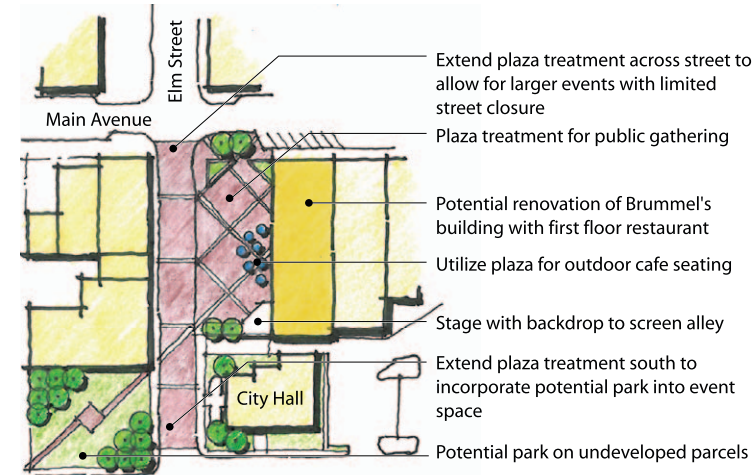 Elm Street
Main Avenue
Extend plaza treatment across street to
allow for larger events with limited
street closure
Plaza treatment for public gathering
Potential renovation of Brummel's
building with first floor restaurant
Utilize plaza for outdoor cafe seating
Stage with backdrop to screen alley
Extend plaza treatment south to
incorporate potential park into event
space
City Hall
Potential park on undeveloped parcels